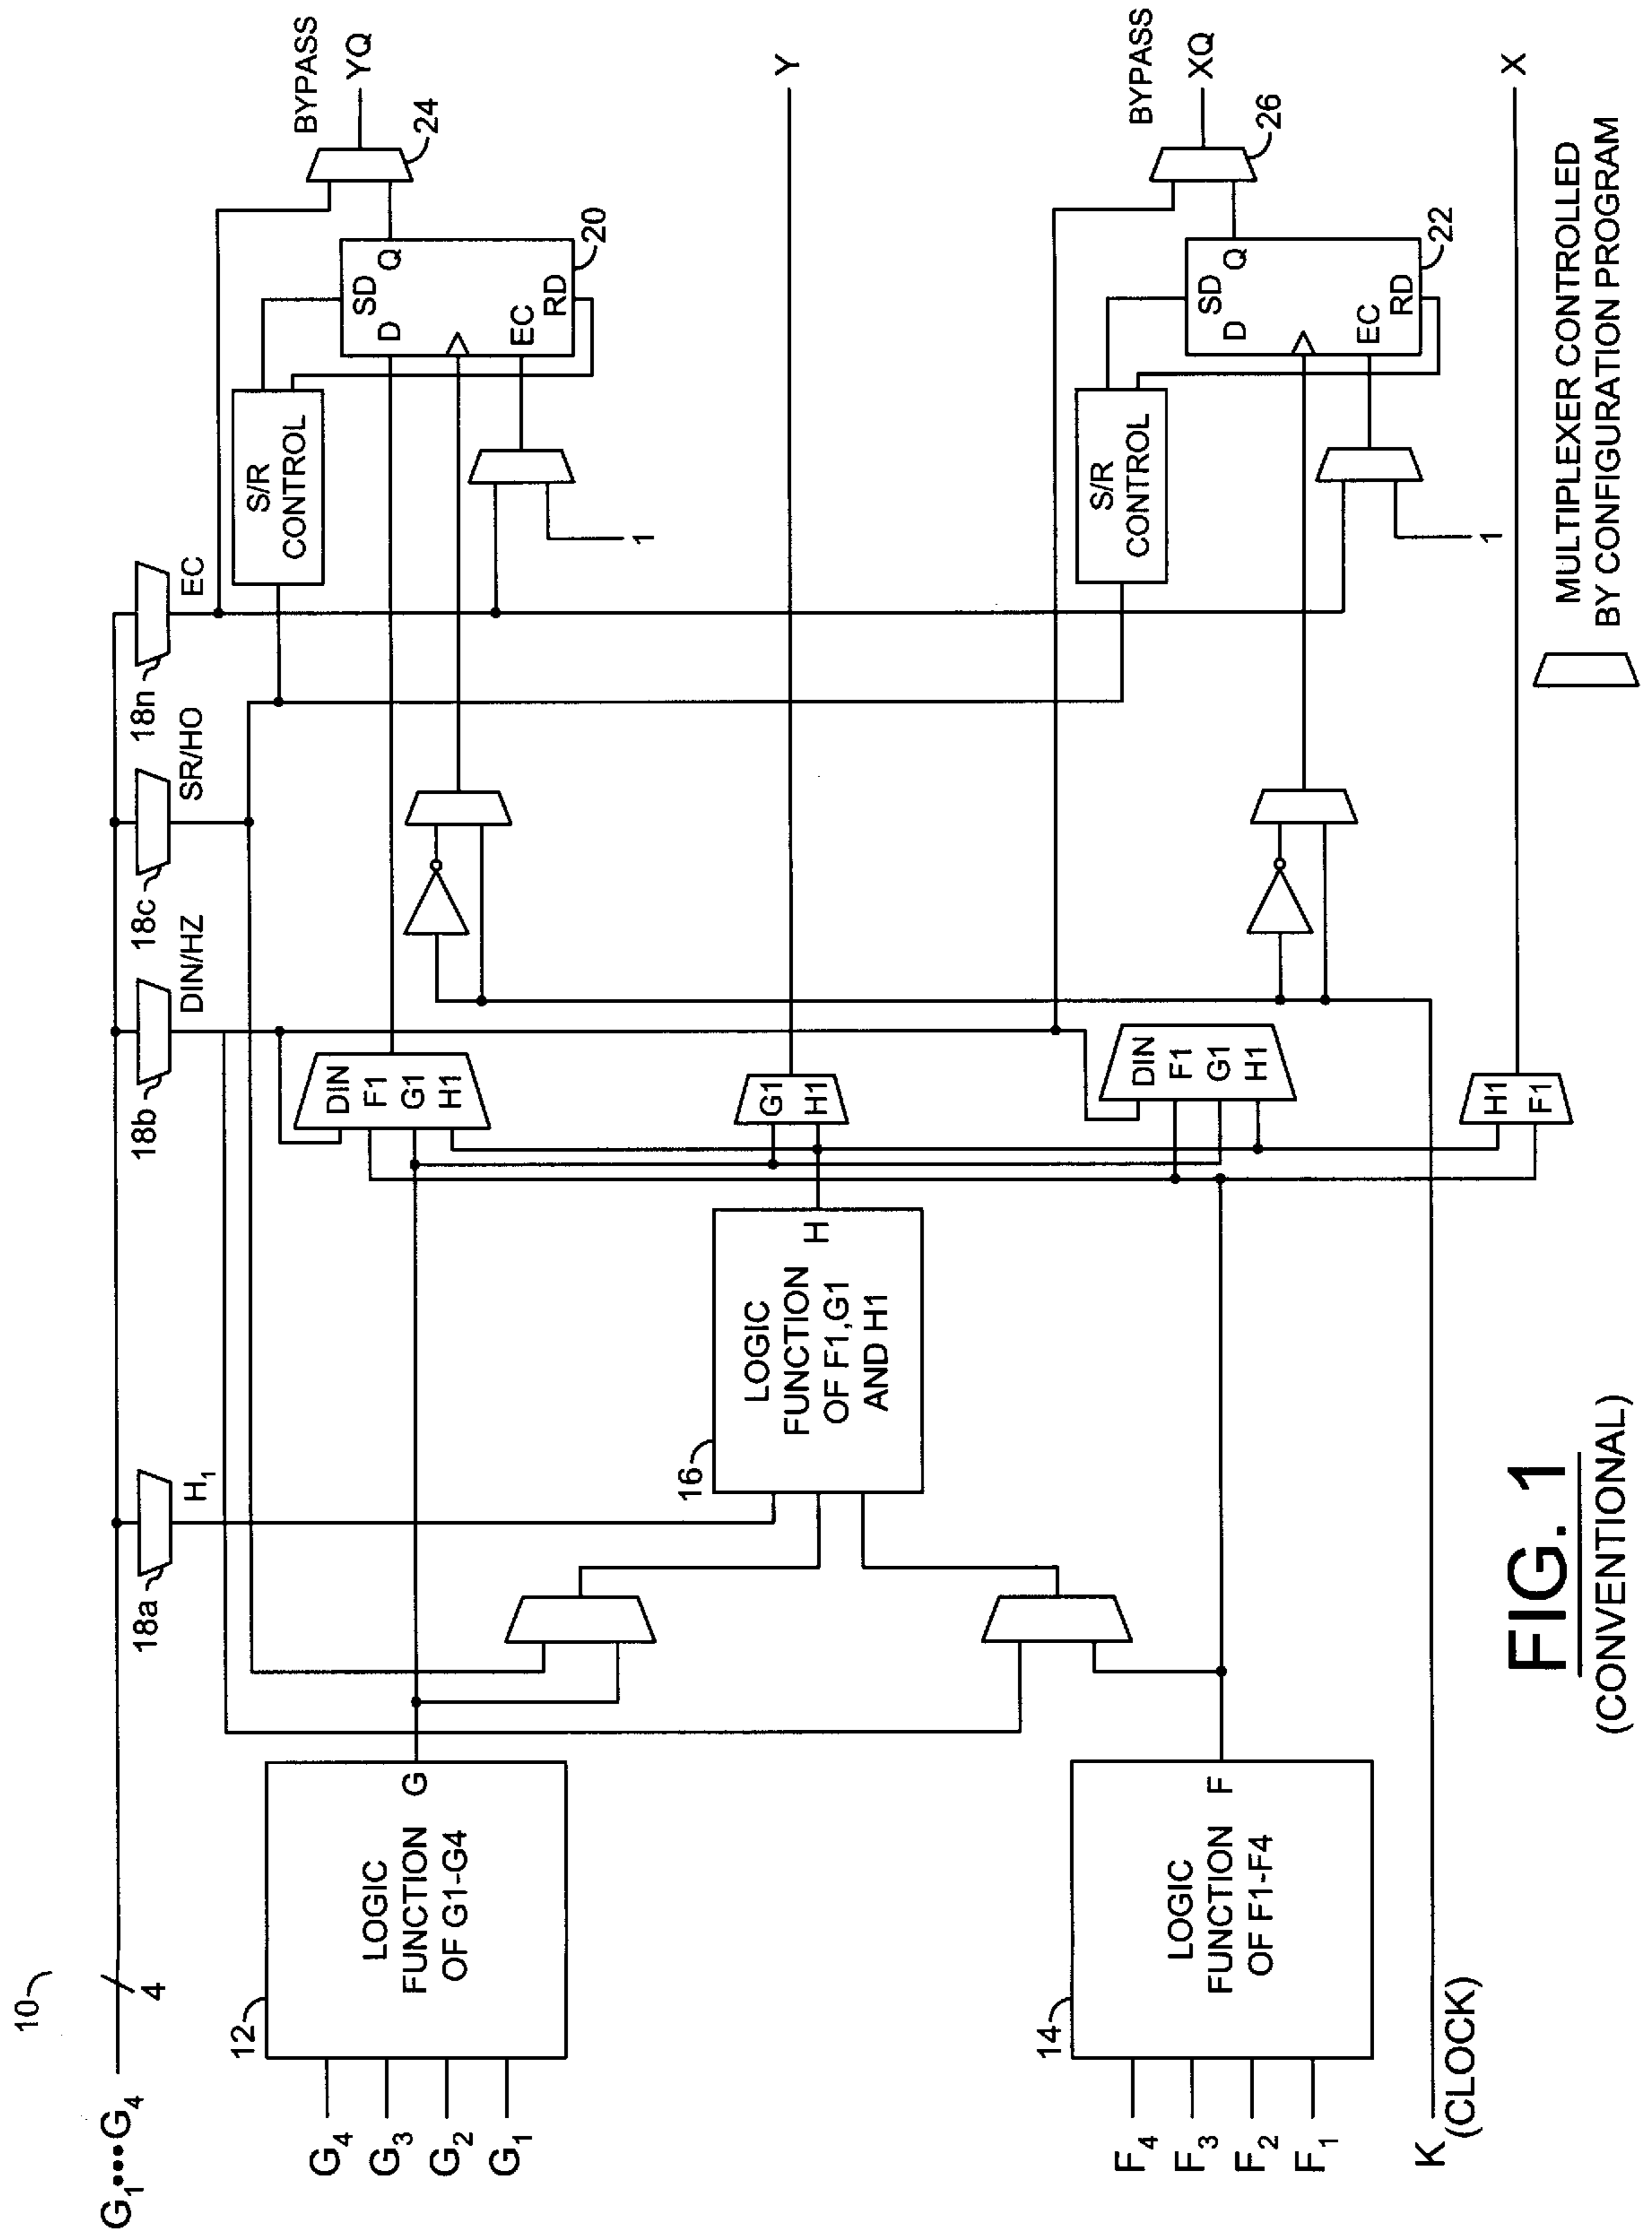 10
G1•••G4
4
18a
H1
18b
DIN/HZ
18c
SR/HO
18n
EC
G4
G3
G2
G1
12
LOGIC
FUNCTION
OF G1-G4
G
DIN
F1
G1
H1
S/R
CONTROL
1
SD
D
Q
EC
RD
20
24
BYPASS
YQ
16
LOGIC
FUNCTION
OF F1,G1
AND H1
H
G1
H1
Y
F4
F3
F2
F1
14
LOGIC
FUNCTION
OF F1-F4
F
DIN
F1
G1
H1
S/R
CONTROL
1
SD
D
Q
EC
RD
22
26
BYPASS
XQ
K
(CLOCK)
H1
F1
X
MULTIPLEXER CONTROLLED
BY CONFIGURATION PROGRAM
FIG. 1
(CONVENTIONAL)